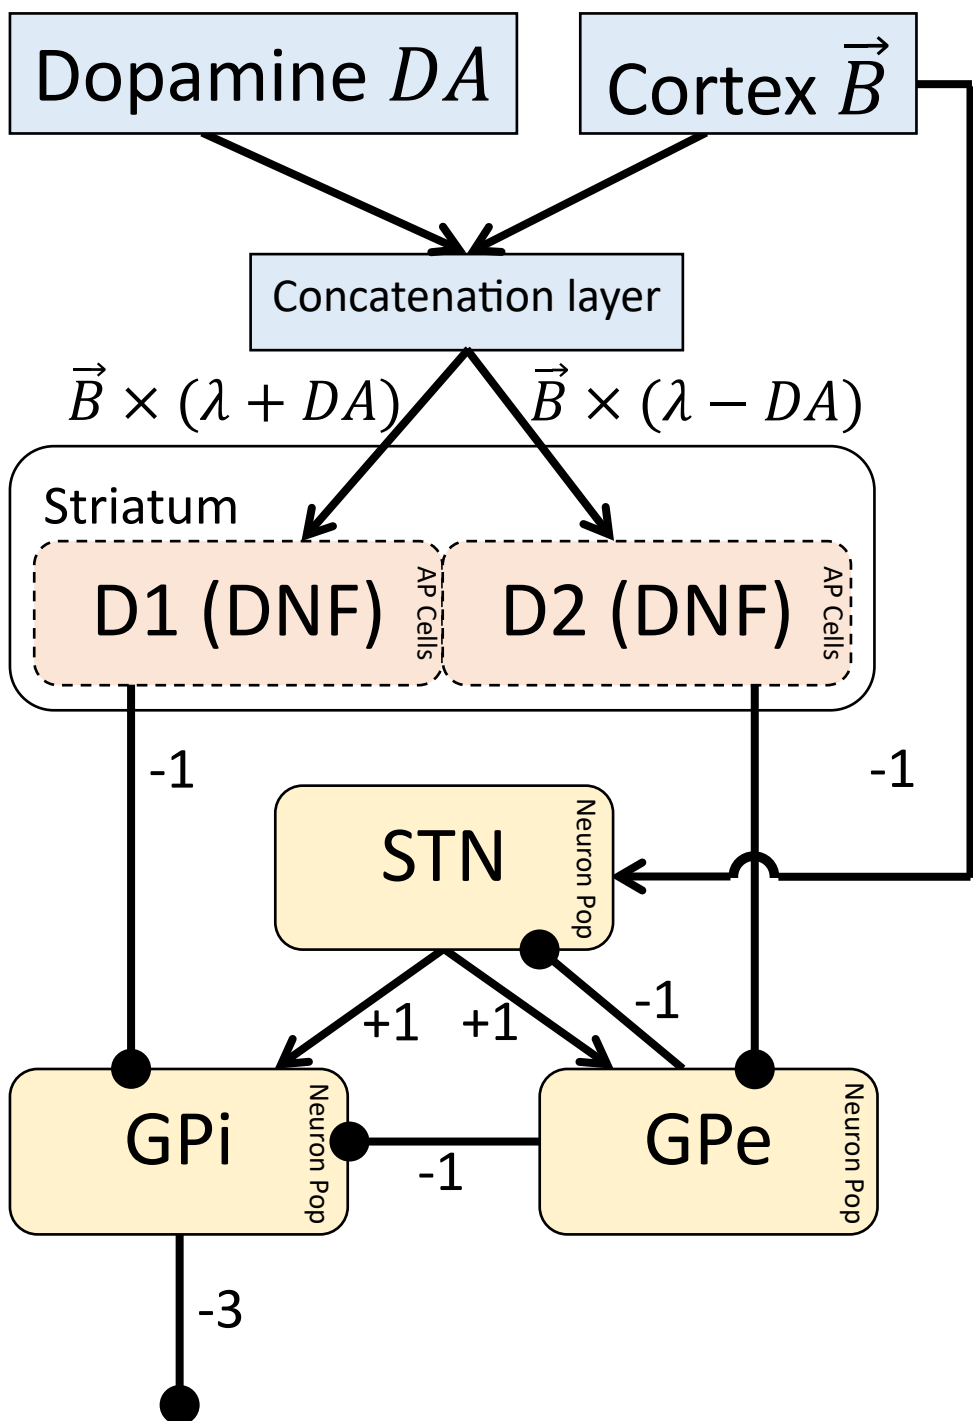 Dopamine DA
Cortex B⃗
Concatenation layer
B⃗ × (λ + DA)
B⃗ × (λ − DA)
Striatum
D1 (DNF)
AP Cells
D2 (DNF)
AP Cells
-1
-1
STN
Neuron Pop
+1
+1
-1
GPi
Neuron Pop
-1
GPe
Neuron Pop
-3